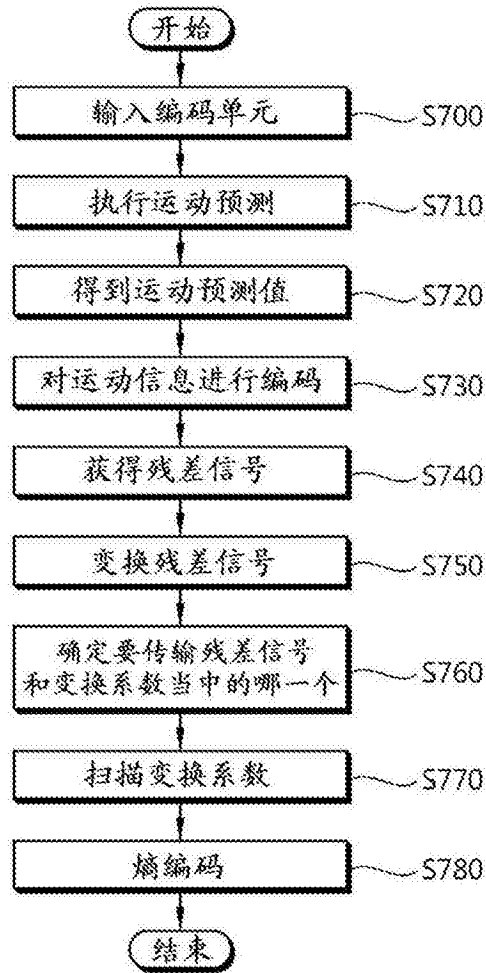 开始
输入编码单元
S700
执行运动预测
S710
得到运动预测值
S720
对运动信息进行编码
S730
获得残差信号
S740
变换残差信号
S750
确定要传输残差信号
和变换系数当中的哪一个
S760
扫描变换系数
S770
熵编码
S780
结束